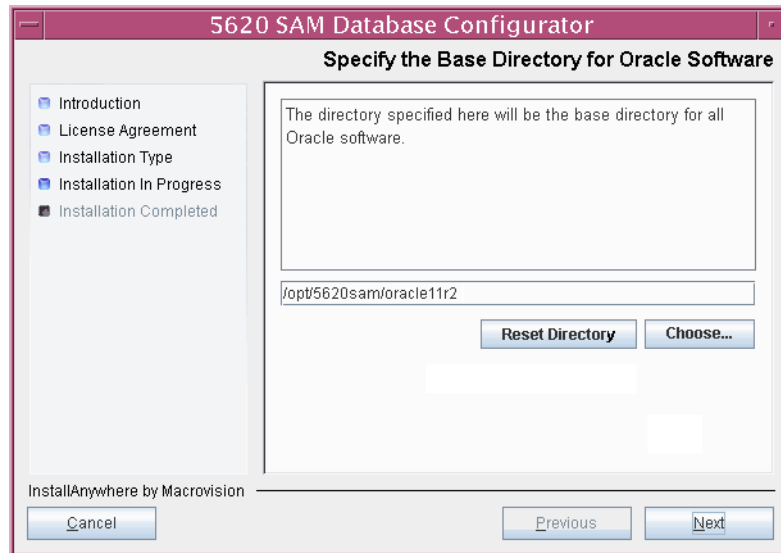 5620 SAM Database Configurator
Specify the Base Directory for Oracle Software
Introduction
License Agreement
Installation Type
Installation In Progress
Installation Completed
The directory specified here will be the base directory for all
Oracle software.
/opt/5620sam/oracle11r2
Reset Directory
Choose...
InstallAnywhere by Macrovision
Cancel
Previous
Next